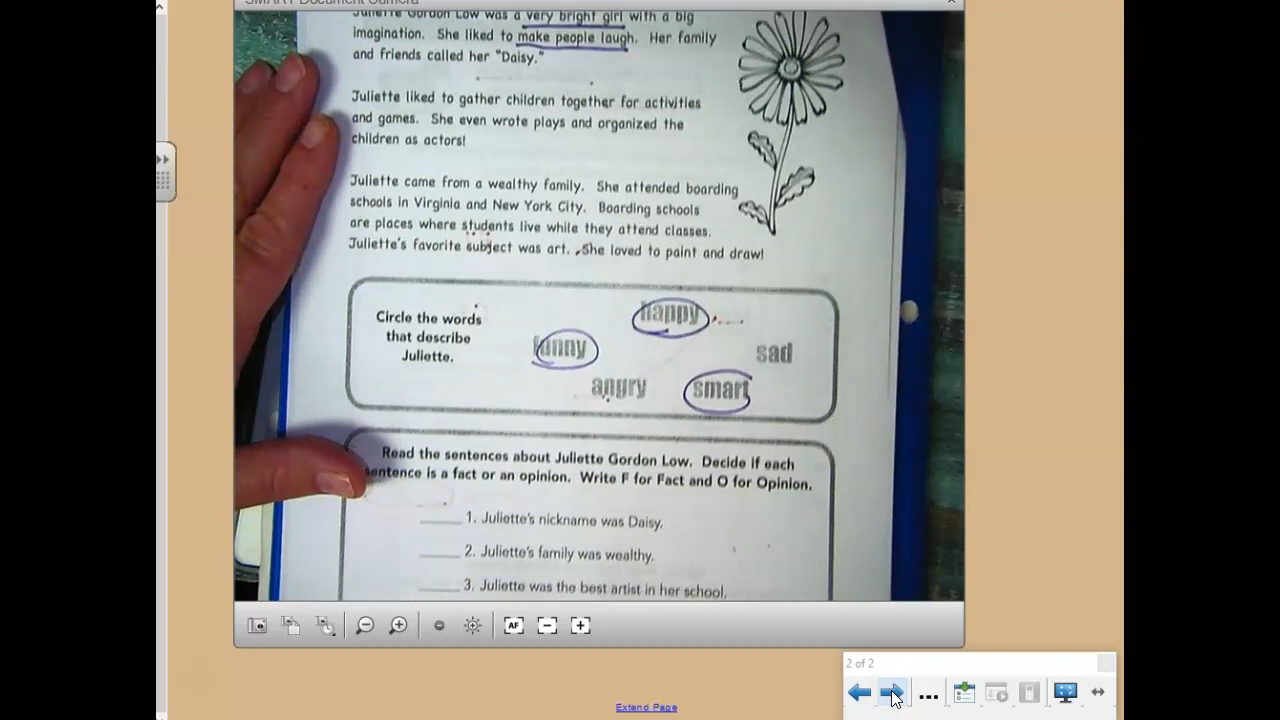 SMART Document Camera
Juliette Gordon Low was a very bright girl with a big
imagination. She liked to make people laugh. Her family
and friends called her "Daisy."
Juliette liked to gather children together for activities
and games. She even wrote plays and organized the
children as actors!
Juliette came from a wealthy family. She attended boarding
schools in Virginia and New York City. Boarding schools
are places where students live while they attend classes.
Juliette's favorite subject was art. She loved to paint and draw!
Circle the words
that describe
Juliette.
happy
funny
sad
angry
smart
Read the sentences about Juliette Gordon Low. Decide if each
sentence is a fact or an opinion. Write F for Fact and O for Opinion.
1. Juliette's nickname was Daisy.
2. Juliette's family was wealthy.
3. Juliette was the best artist in her school.
AF
2 of 2
Extend Page